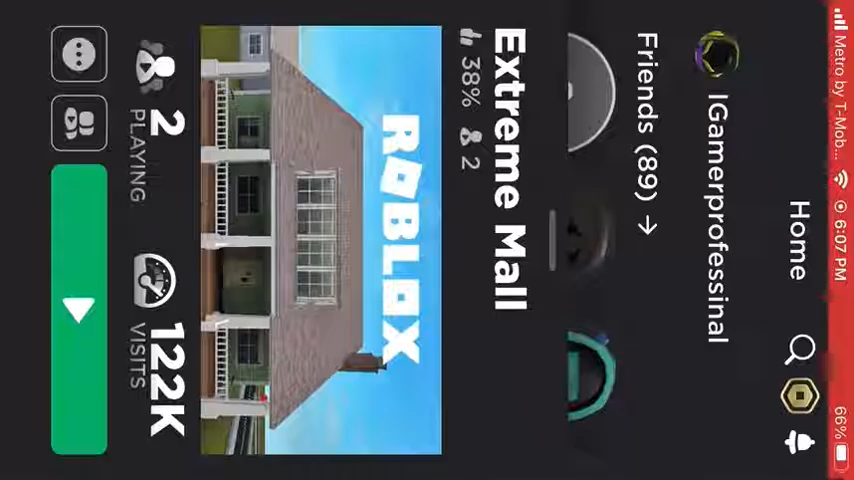 Metro by T-Mob... 6:07 PM 66%
Home
IGamerprofessinal
Friends (89) →
Extreme Mall
38% 2
ROBLOX
2 122K
PLAYING VISITS